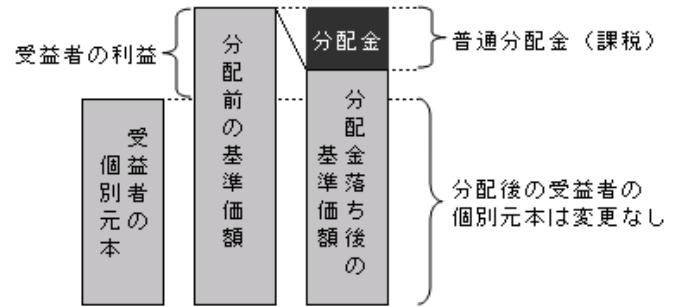 受益者の利益
分配前の基準価額
分配金
普通分配金（課税）
受益者の
個別元本
分配金落ち後の
基準価額
分配後の受益者の
個別元本は変更なし